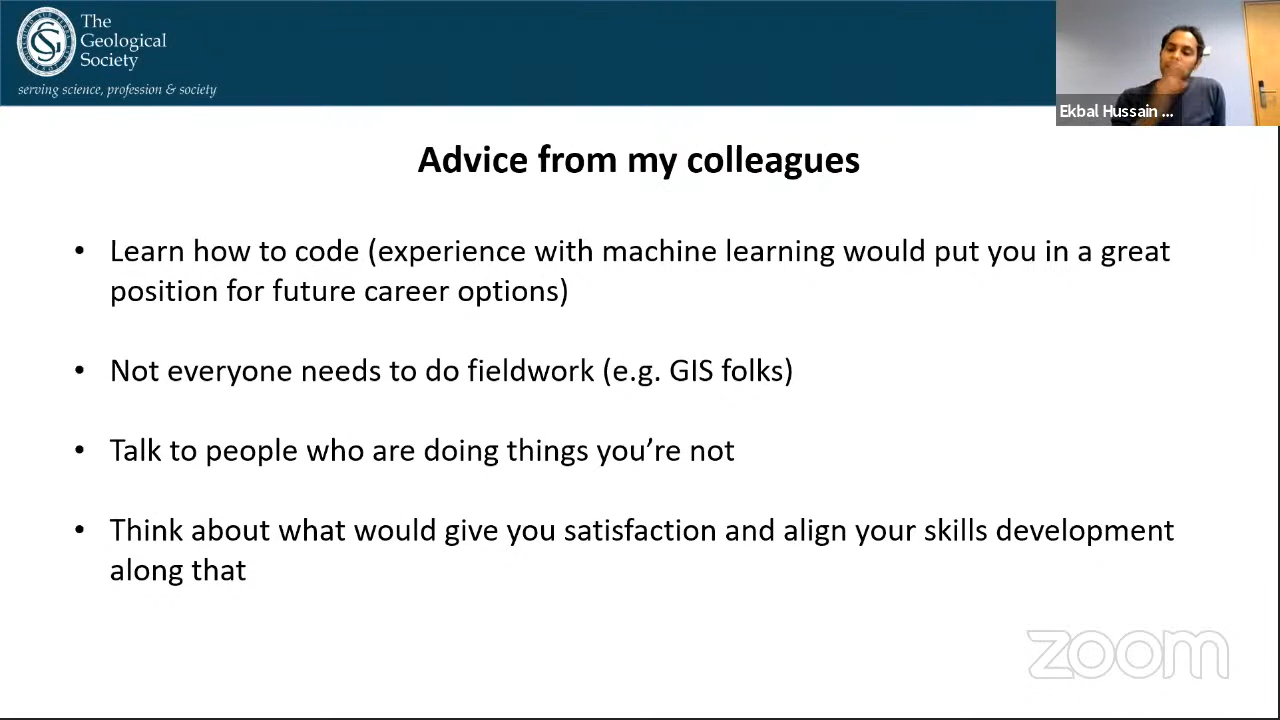 The
Geological
Society
serving science, profession & society
Ekbal Hussain ...
Advice from my colleagues
• Learn how to code (experience with machine learning would put you in a great
position for future career options)
• Not everyone needs to do fieldwork (e.g. GIS folks)
• Talk to people who are doing things you’re not
• Think about what would give you satisfaction and align your skills development
along that
zoom